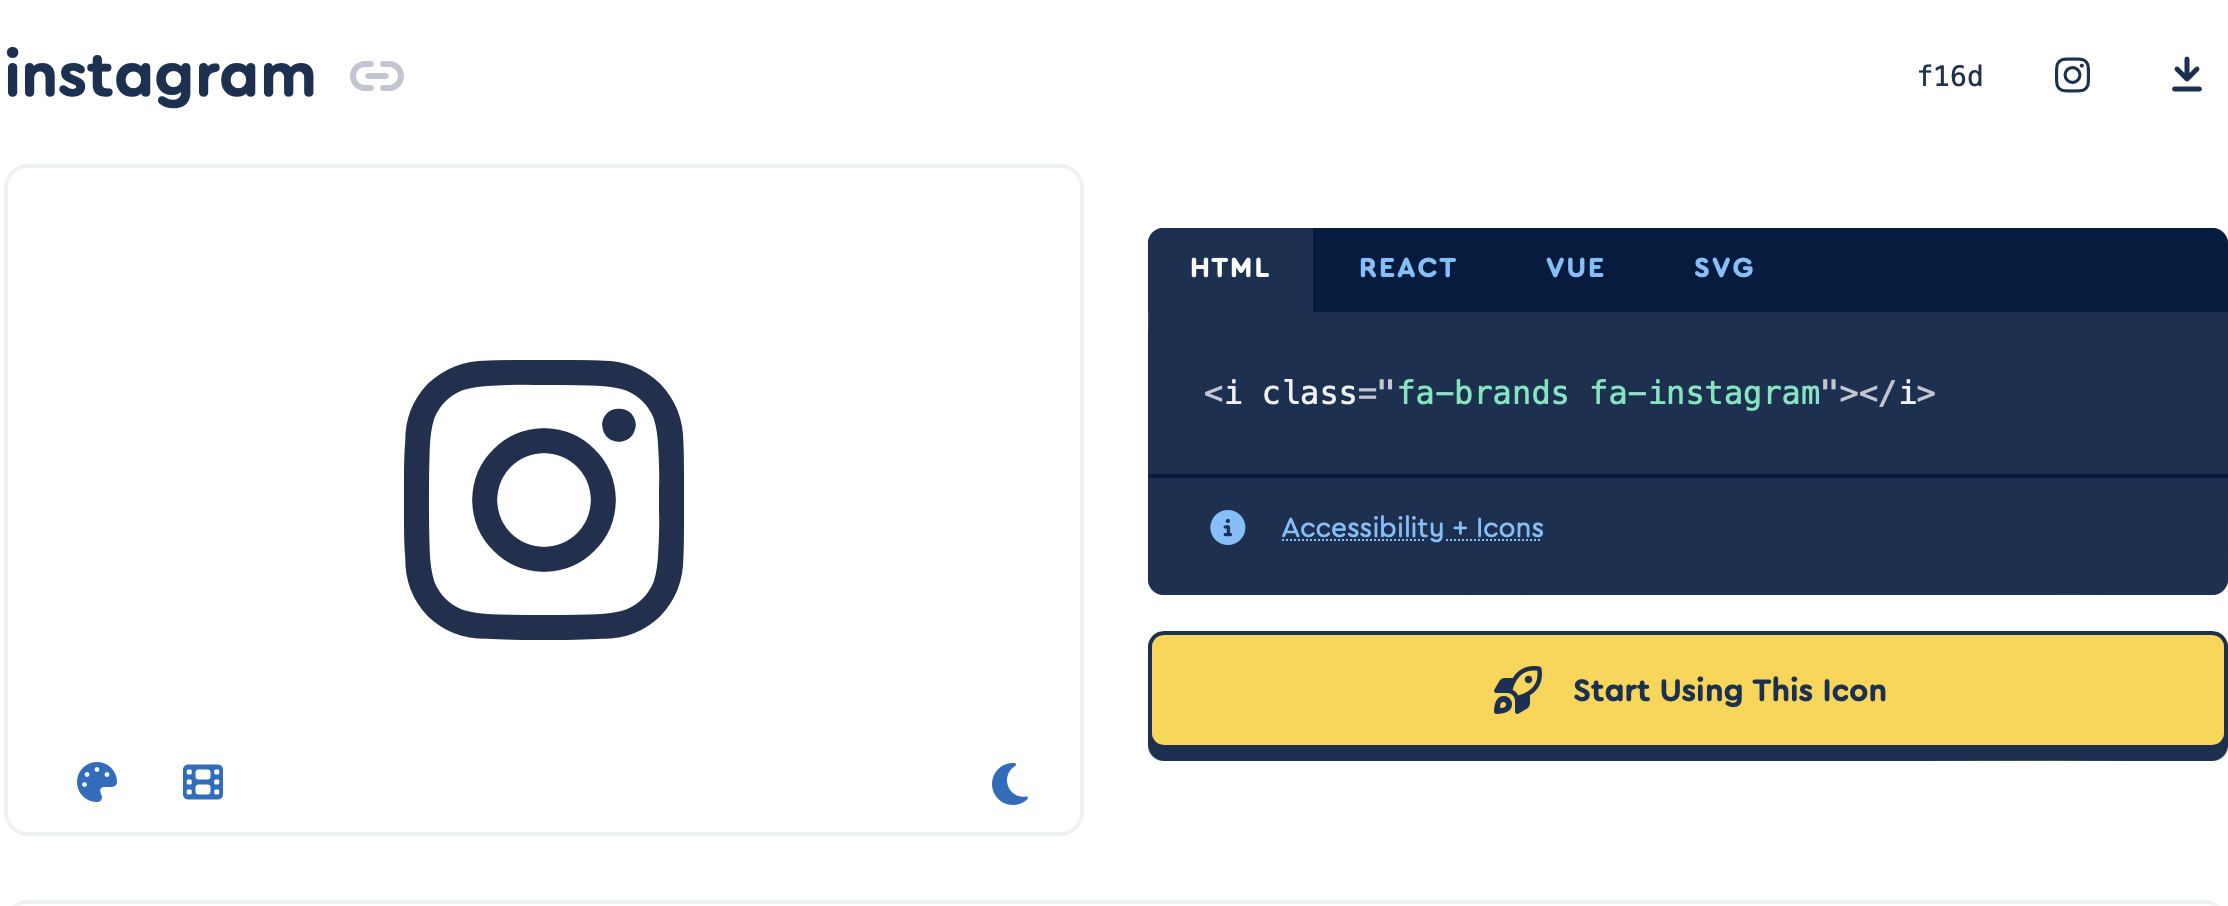 instagram
f16d
HTML
REACT
VUE
SVG
<i class="fa-brands fa-instagram"></i>
Accessibility + Icons
Start Using This Icon